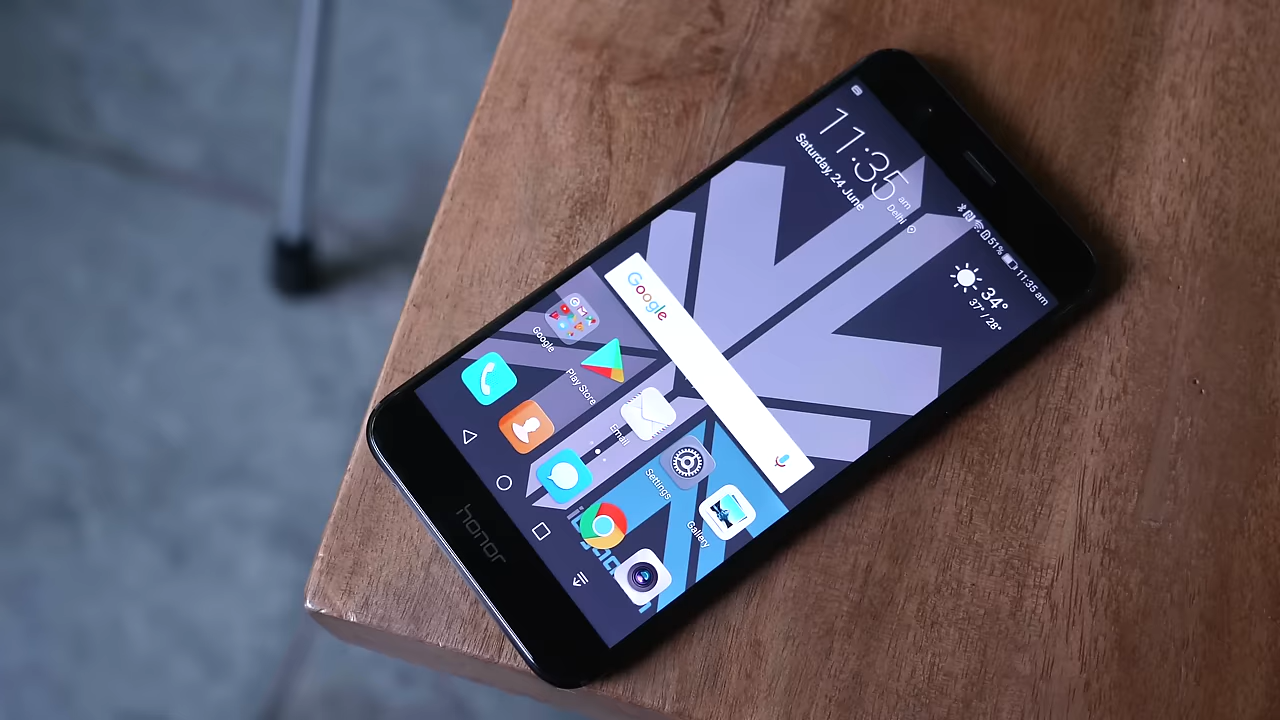 51% 11:35 am
11:35 am
Delhi
Saturday, 24 June
34°
37° / 28°
Google
Google
Play Store
Email
Settings
Gallery
honor